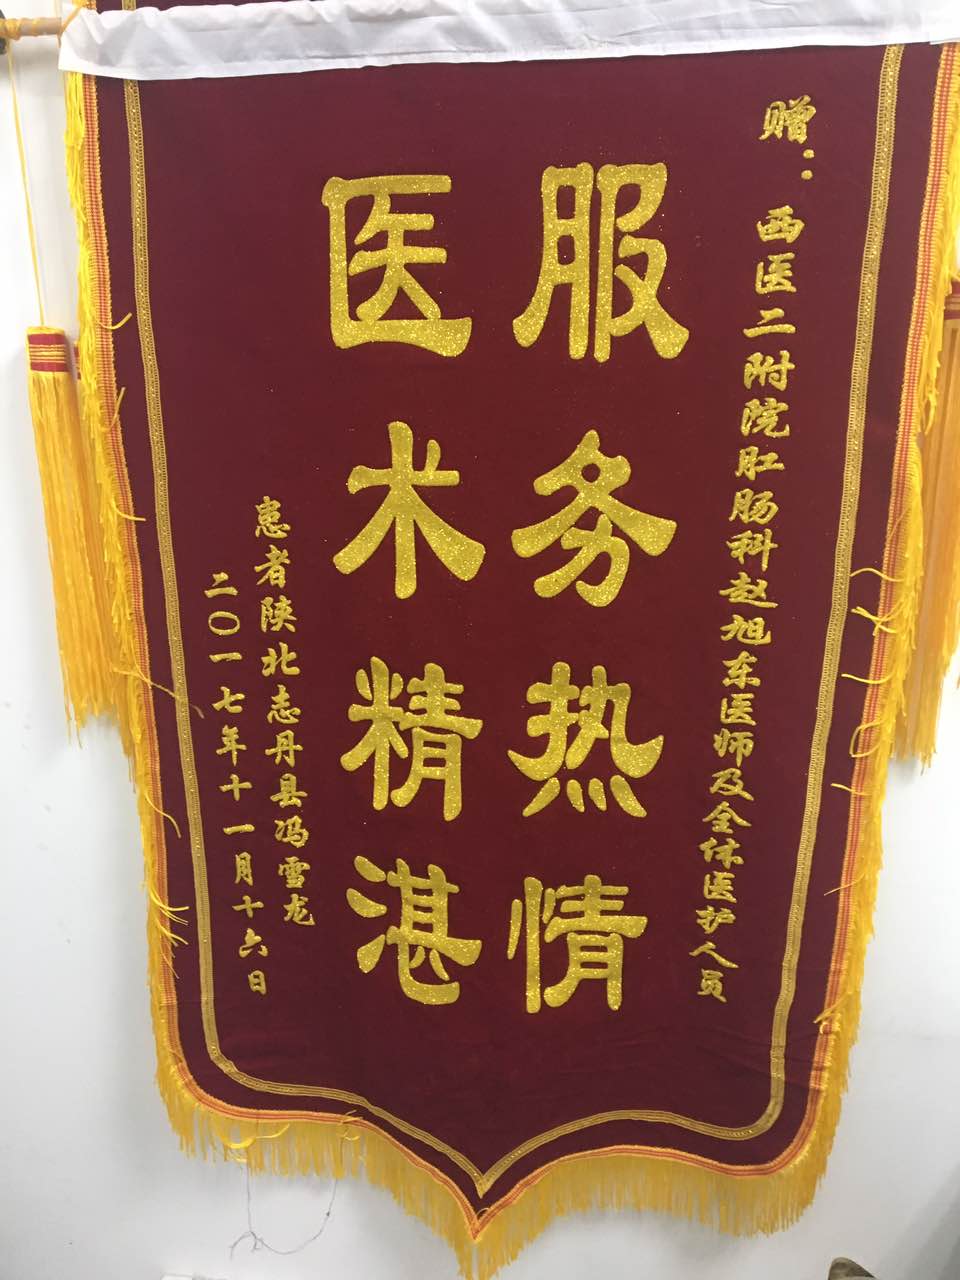 赠：西医二附院肛肠科赵旭东医师及全体医护人员
服务热情
医术精湛
患者陕北志丹县冯雪龙
二〇一七年十一月十六日